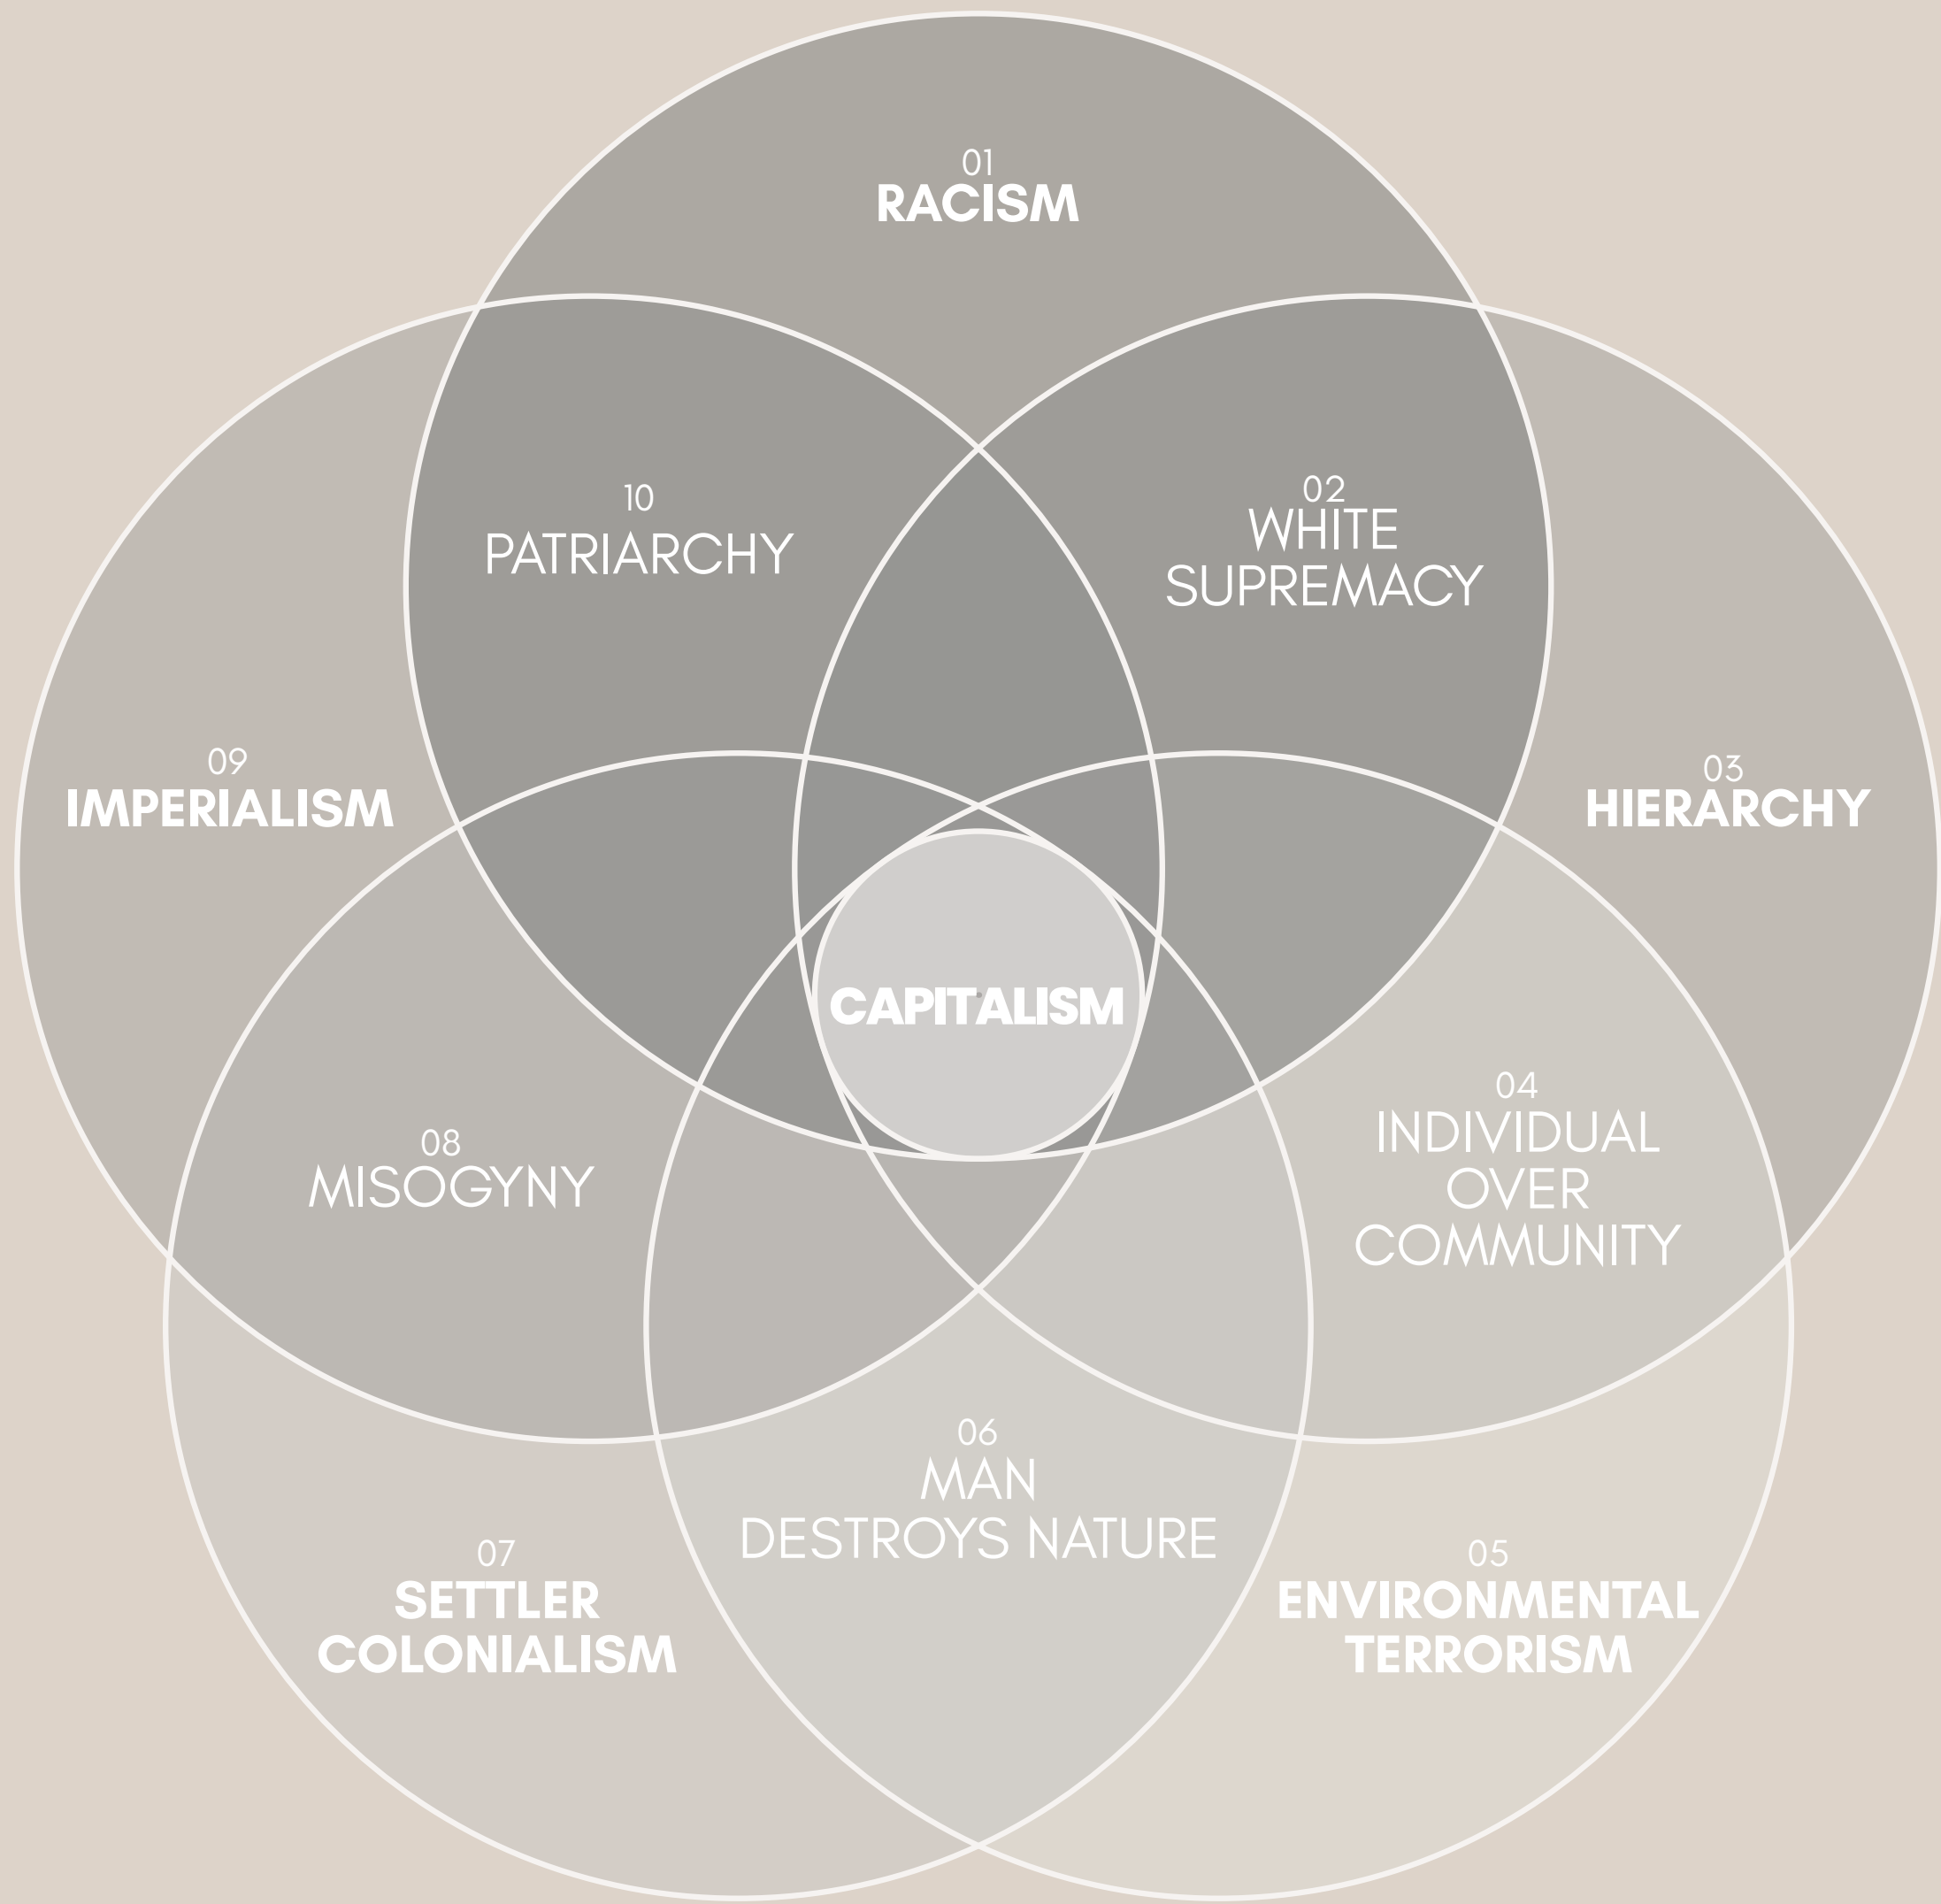 01
RACISM
10
PATRIARCHY
02
WHITE
SUPREMACY
09
IMPERIALISM
03
HIERARCHY
CAPITALISM
08
MISOGYNY
04
INDIVIDUAL
OVER
COMMUNITY
06
MAN
DESTROYS NATURE
07
SETTLER
COLONIALISM
05
ENVIRONMENTAL
TERRORISM